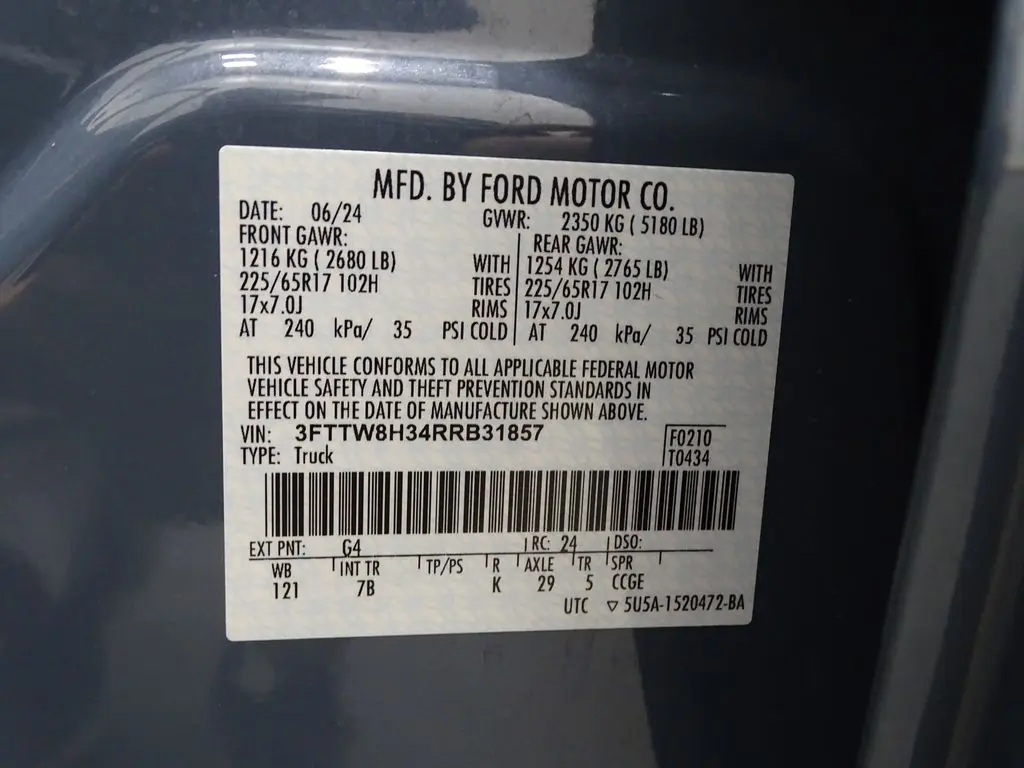 MFD. BY FORD MOTOR CO.
DATE: 06/24 GVWR: 2350 KG ( 5180 LB)
FRONT GAWR: REAR GAWR:
1216 KG ( 2680 LB) WITH 1254 KG ( 2765 LB) WITH
225/65R17 102H TIRES 225/65R17 102H TIRES
17x7.0J RIMS 17x7.0J RIMS
AT 240 kPa/ 35 PSI COLD AT 240 kPa/ 35 PSI COLD
THIS VEHICLE CONFORMS TO ALL APPLICABLE FEDERAL MOTOR
VEHICLE SAFETY AND THEFT PREVENTION STANDARDS IN
EFFECT ON THE DATE OF MANUFACTURE SHOWN ABOVE.
VIN: 3FTTW8H34RRB31857 F0210
TYPE: Truck T0434
EXT PNT: G4 RC: 24 DSO:
WB INT TR TP/PS R AXLE TR SPR
121 7B K 29 5 CCGE
UTC ▽ 5U5A-1520472-BA